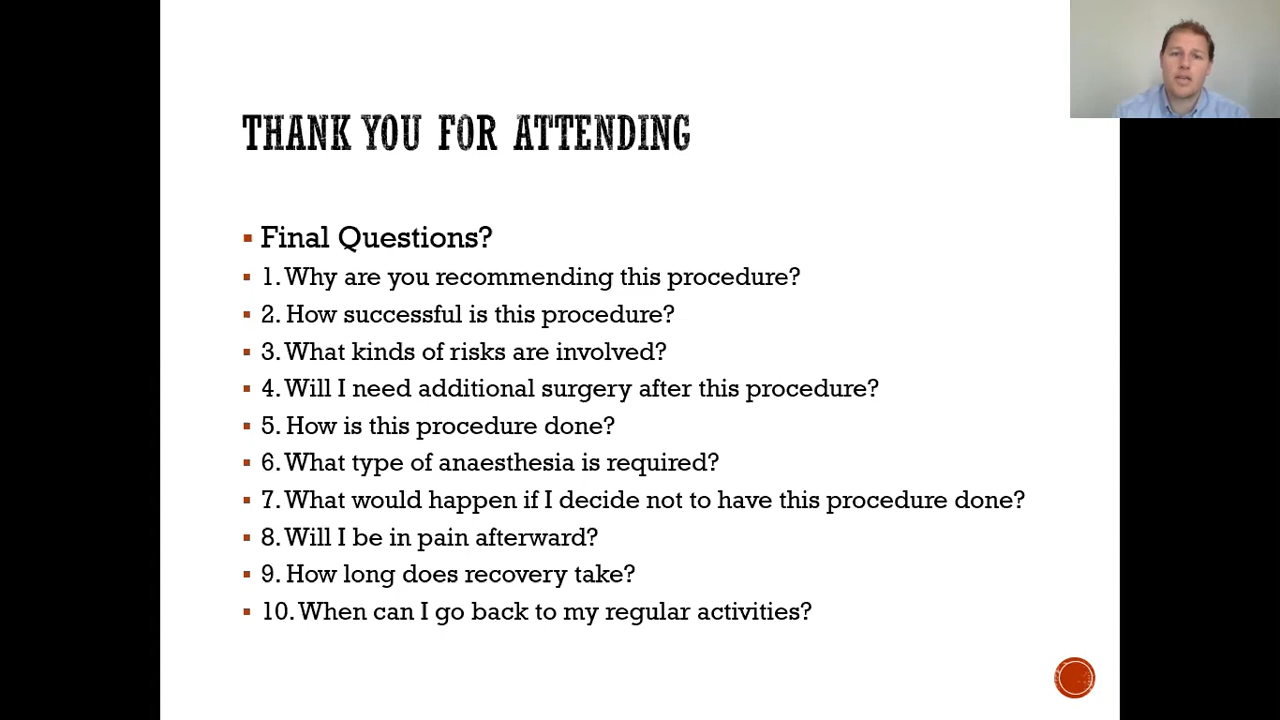 THANK YOU FOR ATTENDING
Final Questions?
1. Why are you recommending this procedure?
2. How successful is this procedure?
3. What kinds of risks are involved?
4. Will I need additional surgery after this procedure?
5. How is this procedure done?
6. What type of anaesthesia is required?
7. What would happen if I decide not to have this procedure done?
8. Will I be in pain afterward?
9. How long does recovery take?
10. When can I go back to my regular activities?